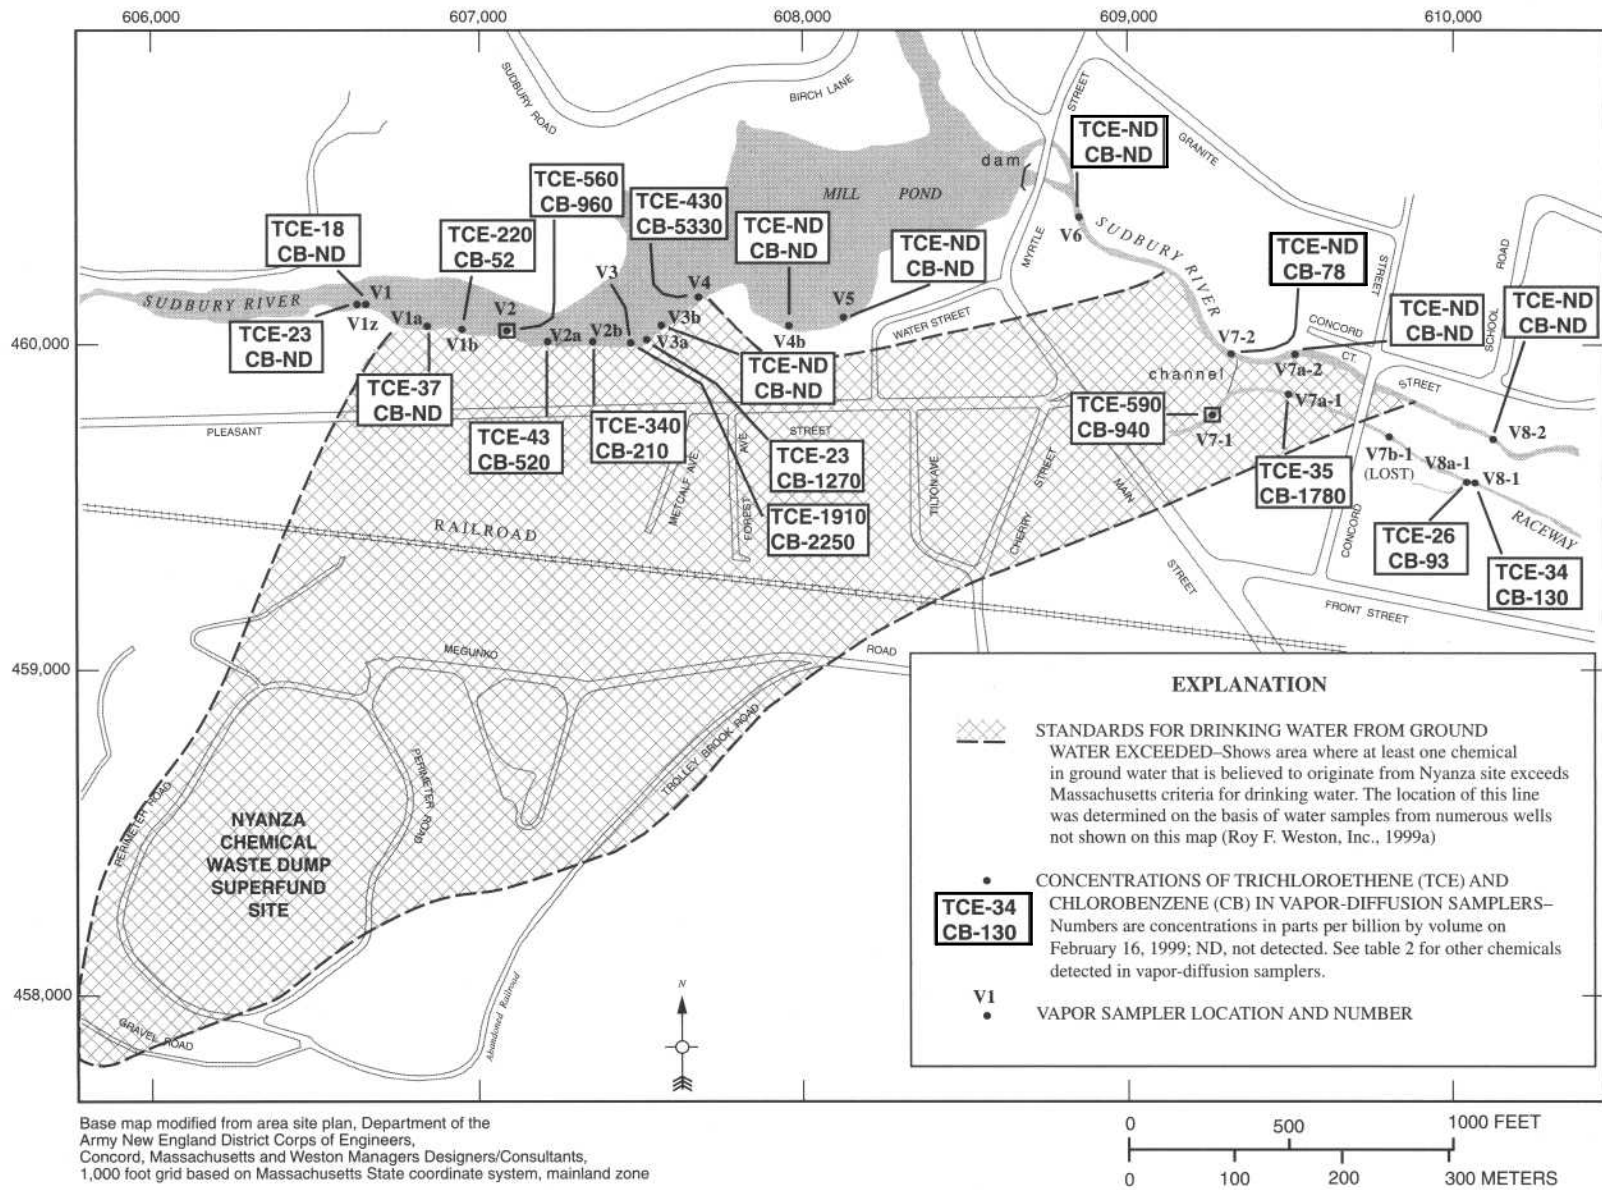 606,000
607,000
608,000
609,000
610,000
SUDBURY ROAD
BIRCH LANE
STREET
GRANITE
TCE-ND
CB-ND
dam
MILL POND
TCE-560
CB-960
TCE-430
CB-5330
TCE-18
CB-ND
TCE-220
CB-52
TCE-ND
CB-ND
TCE-ND
CB-ND
V6
SUDBURY RIVER
MYRTLE
TCE-ND
CB-78
STREET
ROAD
TCE-ND
CB-ND
TCE-ND
CB-ND
SUDBURY RIVER
V1
V1z
V1a
V1b
V2
V2a
V2b
V3
V3a
V3b
V4
V4b
V5
WATER STREET
TCE-23
CB-ND
460,000
TCE-37
CB-ND
TCE-ND
CB-ND
channel
V7-2
V7a-2
CONCORD
CT.
SCHOOL
STREET
V7a-1
TCE-590
CB-940
V7-1
V7b-1
(LOST)
V8a-1
V8-1
V8-2
PLEASANT
STREET
TCE-43
CB-520
TCE-340
CB-210
TCE-23
CB-1270
TCE-1910
CB-2250
METCALF AVE
FOREST
AVE
TILTON AVE.
CHERRY
STREET
MAIN
STREET
TCE-35
CB-1780
CONCORD
RACEWAY
TCE-26
CB-93
TCE-34
CB-130
RAILROAD
FRONT STREET
459,000
MEGUNKO
ROAD
TROLLEY BROOK ROAD
PERIMETER ROAD
PERIMETER
ROAD
NYANZA
CHEMICAL
WASTE DUMP
SUPERFUND
SITE
458,000
GRAVEL ROAD
Abandoned Railroad
N
EXPLANATION
STANDARDS FOR DRINKING WATER FROM GROUND
WATER EXCEEDED–Shows area where at least one chemical
in ground water that is believed to originate from Nyanza site exceeds
Massachusetts criteria for drinking water. The location of this line
was determined on the basis of water samples from numerous wells
not shown on this map (Roy F. Weston, Inc., 1999a)
TCE-34
CB-130
CONCENTRATIONS OF TRICHLOROETHENE (TCE) AND
CHLOROBENZENE (CB) IN VAPOR-DIFFUSION SAMPLERS–
Numbers are concentrations in parts per billion by volume on
February 16, 1999; ND, not detected. See table 2 for other chemicals
detected in vapor-diffusion samplers.
V1
VAPOR SAMPLER LOCATION AND NUMBER
Base map modified from area site plan, Department of the
Army New England District Corps of Engineers,
Concord, Massachusetts and Weston Managers Designers/Consultants,
1,000 foot grid based on Massachusetts State coordinate system, mainland zone
0 500 1000 FEET
0 100 200 300 METERS